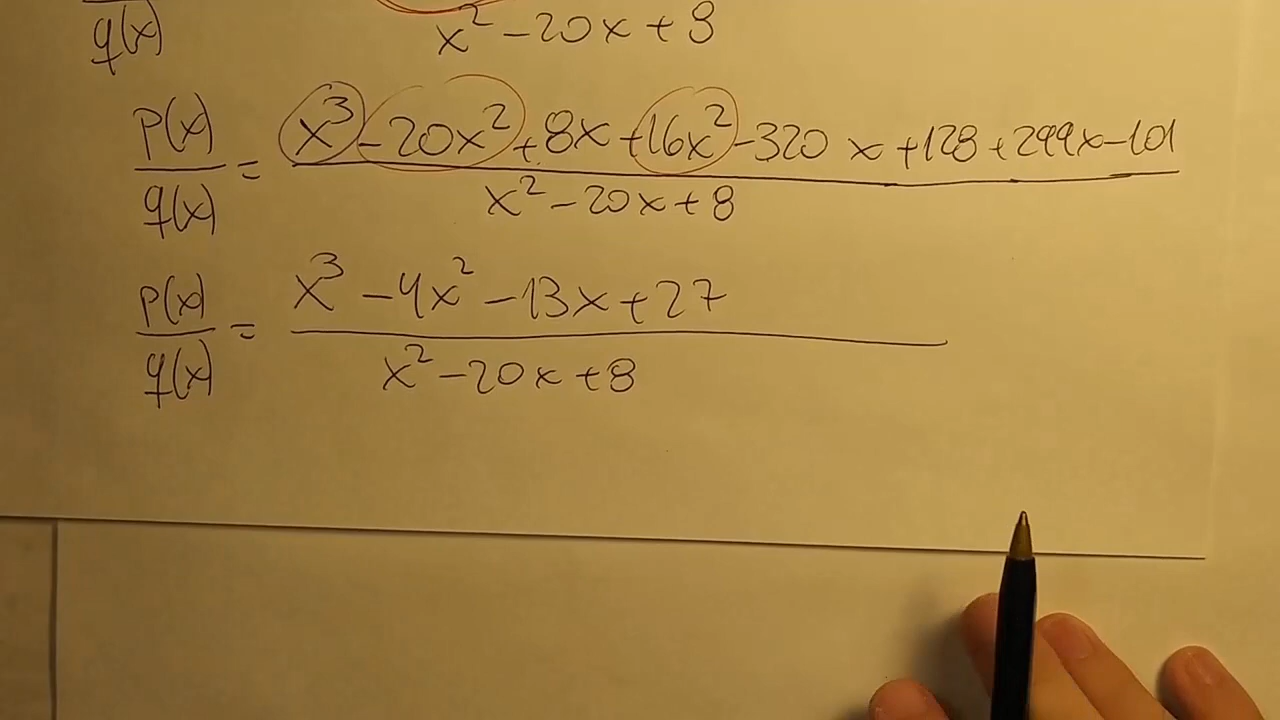 q(x) x² - 20x + 8
p(x)/q(x) = x³ - 20x² + 8x + 16x² - 320x + 128 + 299x - 101
x² - 20x + 8
p(x)/q(x) = x³ - 4x² - 13x + 27
x² - 20x + 8